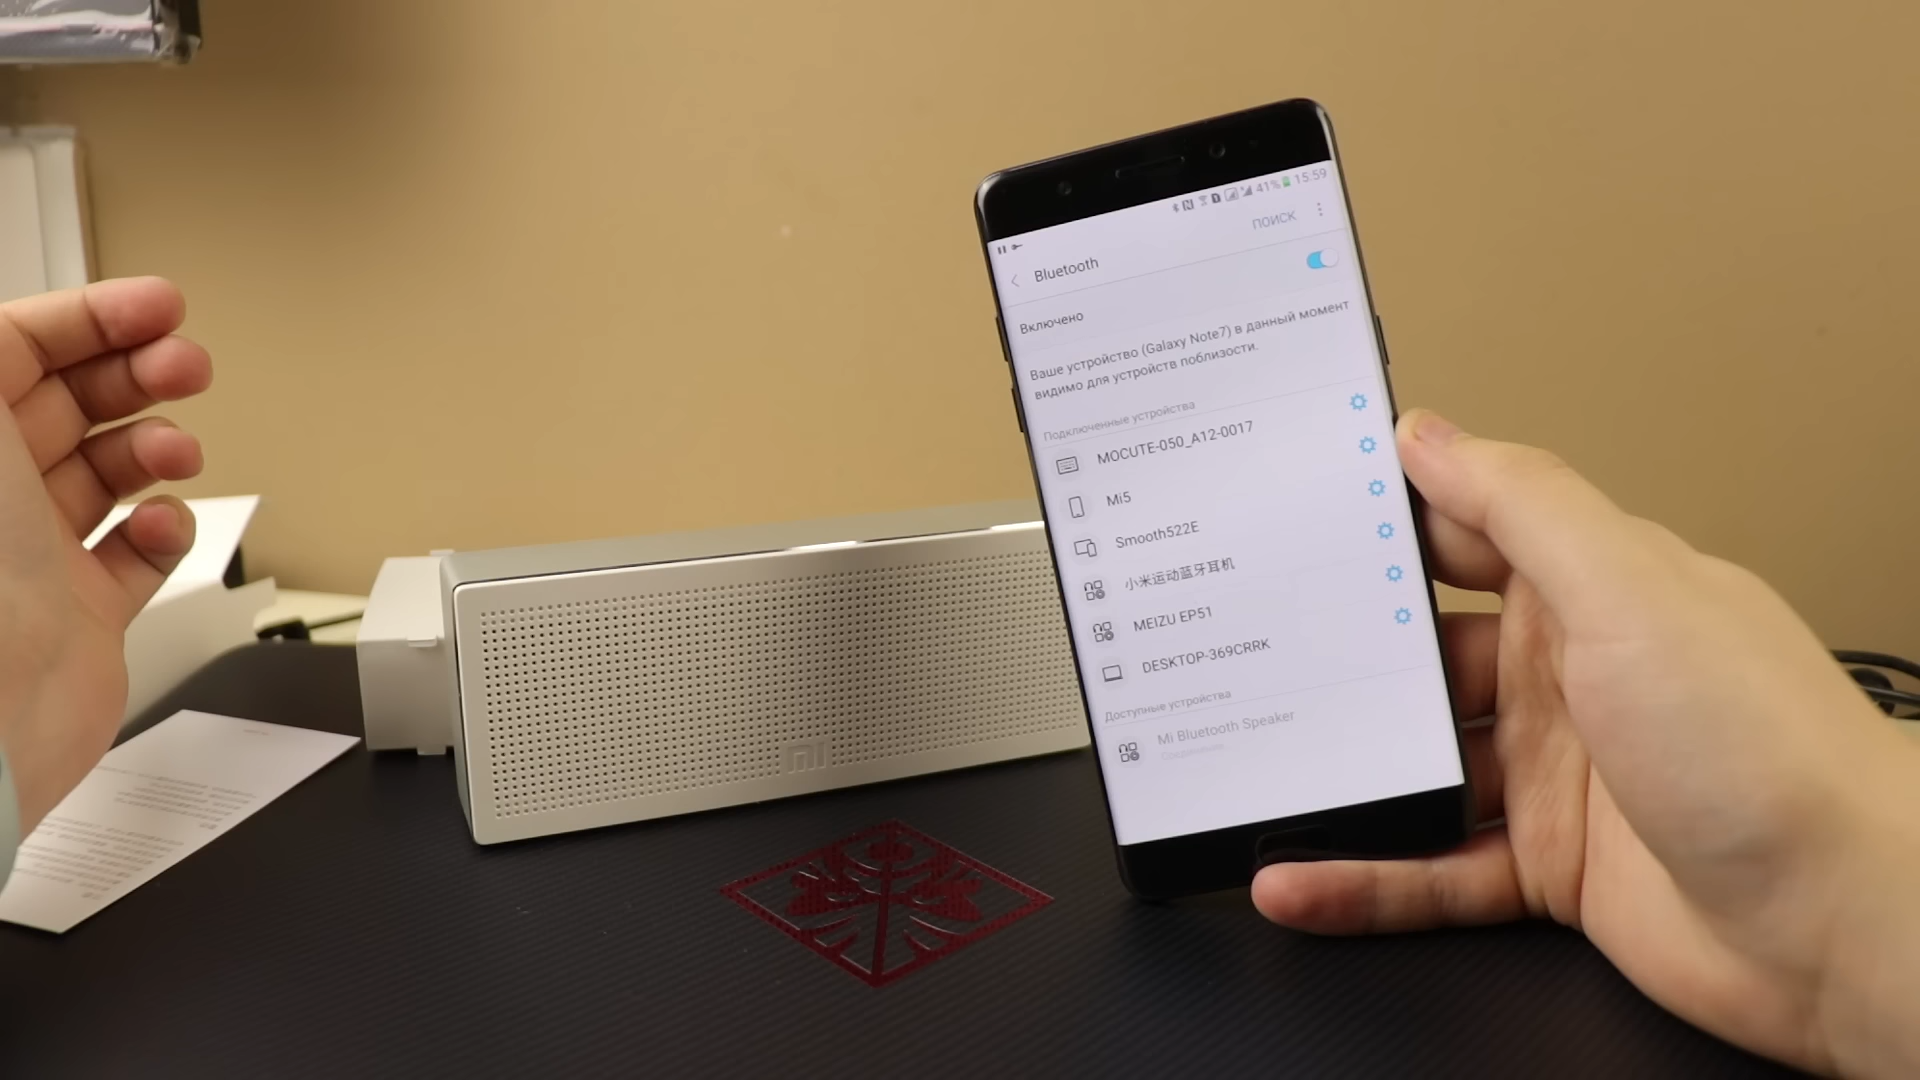 41% 15:59
ПОИСК
Bluetooth
Включено
Ваше устройство (Galaxy Note7) в данный момент
видимо для устройств поблизости.
Подключенные устройства
MOCUTE-050_A12-0017
Mi5
Smooth522E
小米运动蓝牙耳机
MEIZU EP51
DESKTOP-369CRRK
Доступные устройства
Mi Bluetooth Speaker
mi